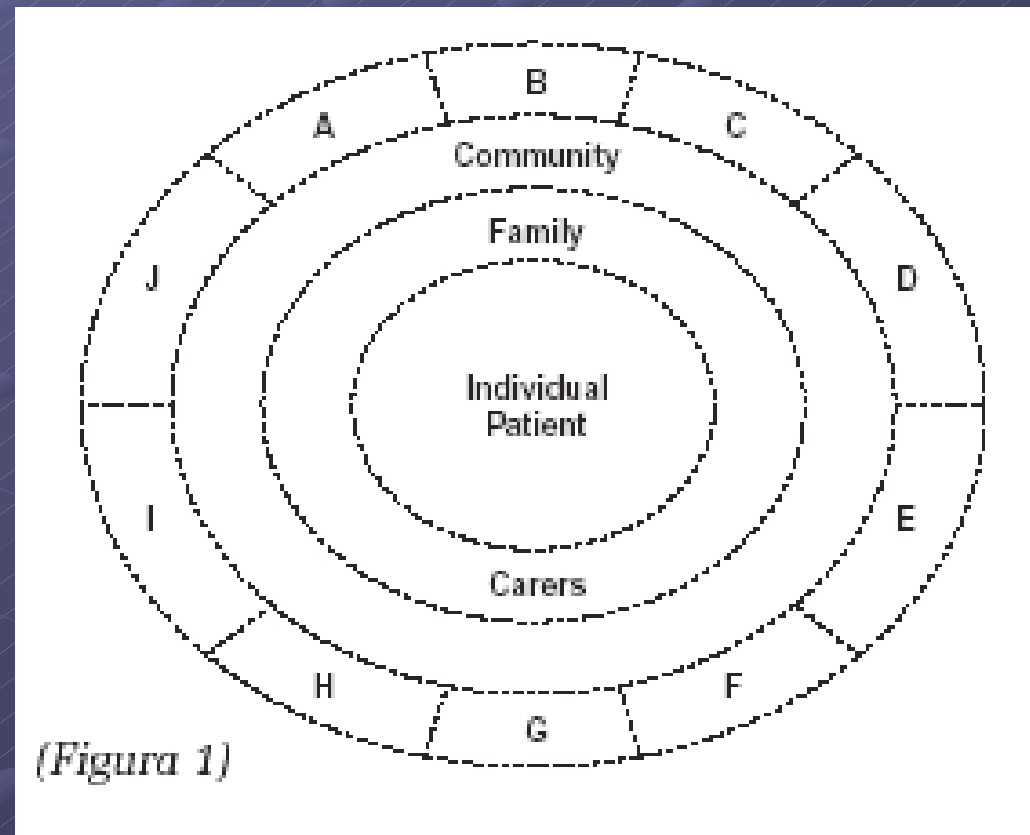 B
A
C
Community
Family
J
D
Individual
Patient
I
E
Carers
H
F
G
(Figura 1)